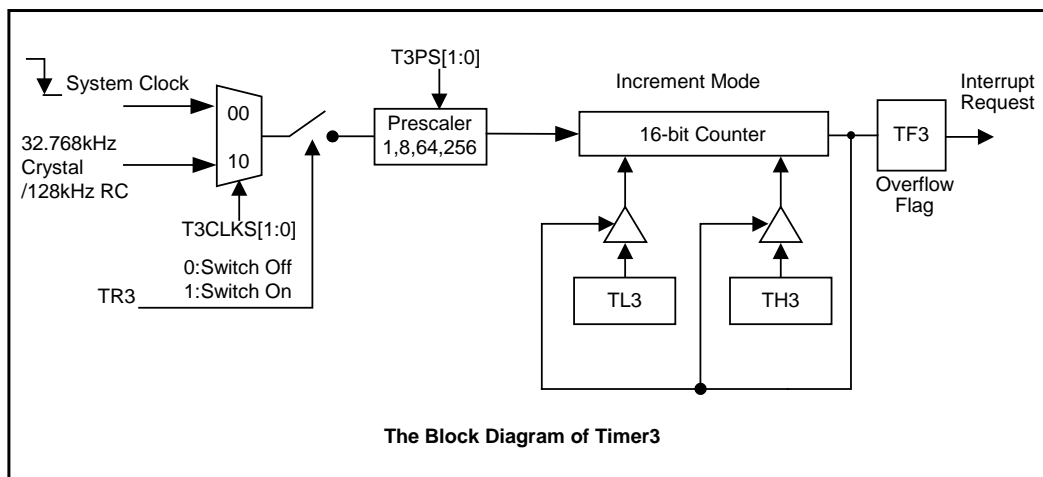 T3PS[1:0]
System Clock
Increment Mode
Interrupt
Request
00
Prescaler
1,8,64,256
16-bit Counter
TF3
32.768kHz
Crystal
/128kHz RC
10
Overflow
Flag
T3CLKS[1:0]
0:Switch Off
1:Switch On
TR3
TL3
TH3
The Block Diagram of Timer3